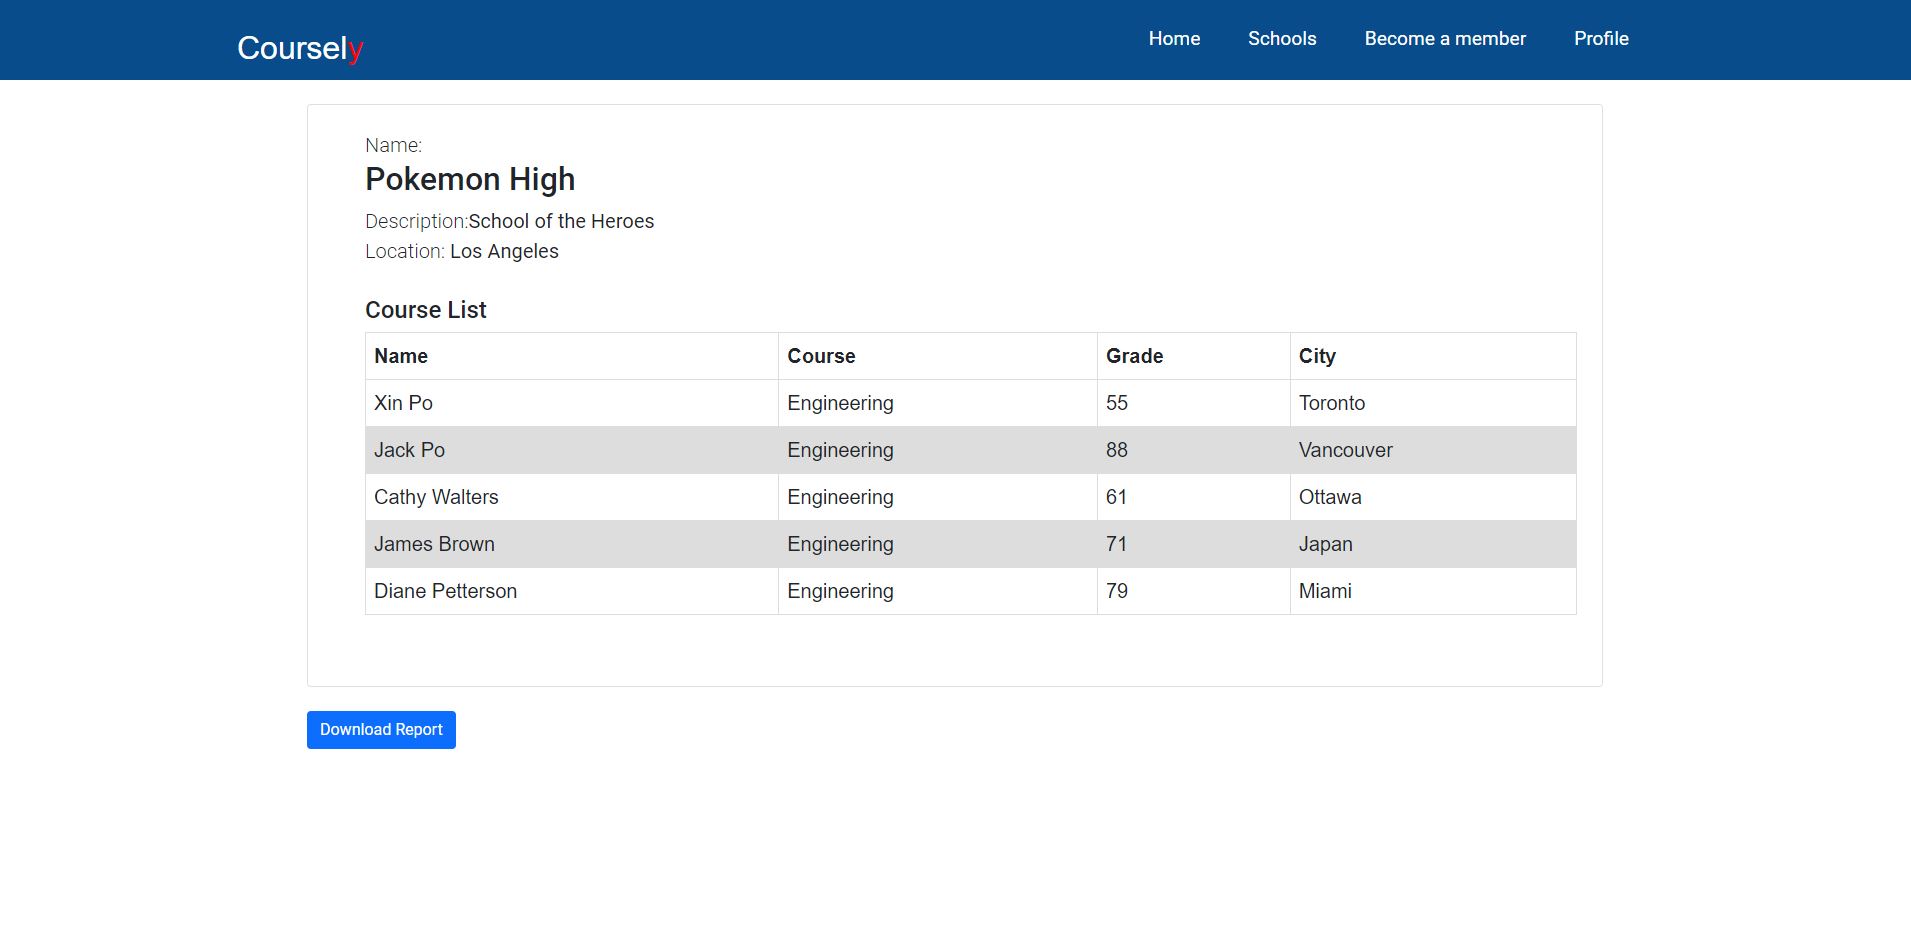 Coursely Home Schools Become a member Profile
Name:
Pokemon High
Description:School of the Heroes
Location: Los Angeles
Course List
Name Course Grade City
Xin Po Engineering 55 Toronto
Jack Po Engineering 88 Vancouver
Cathy Walters Engineering 61 Ottawa
James Brown Engineering 71 Japan
Diane Petterson Engineering 79 Miami
Download Report